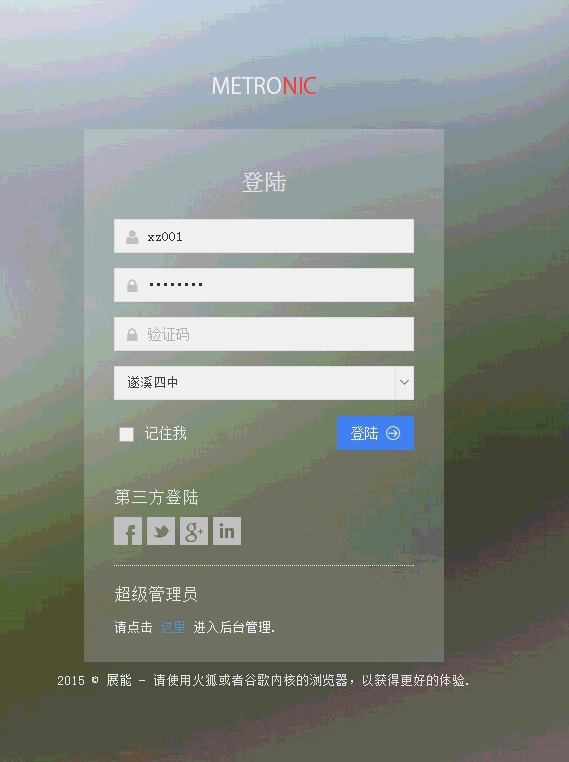 METRONIC
登陆
xz001
••••••••
验证码
遂溪四中
记住我
登陆
第三方登陆
f g+ in
超级管理员
请点击 这里 进入后台管理.
2015 © 展能 - 请使用火狐或者谷歌内核的浏览器，以获得更好的体验.